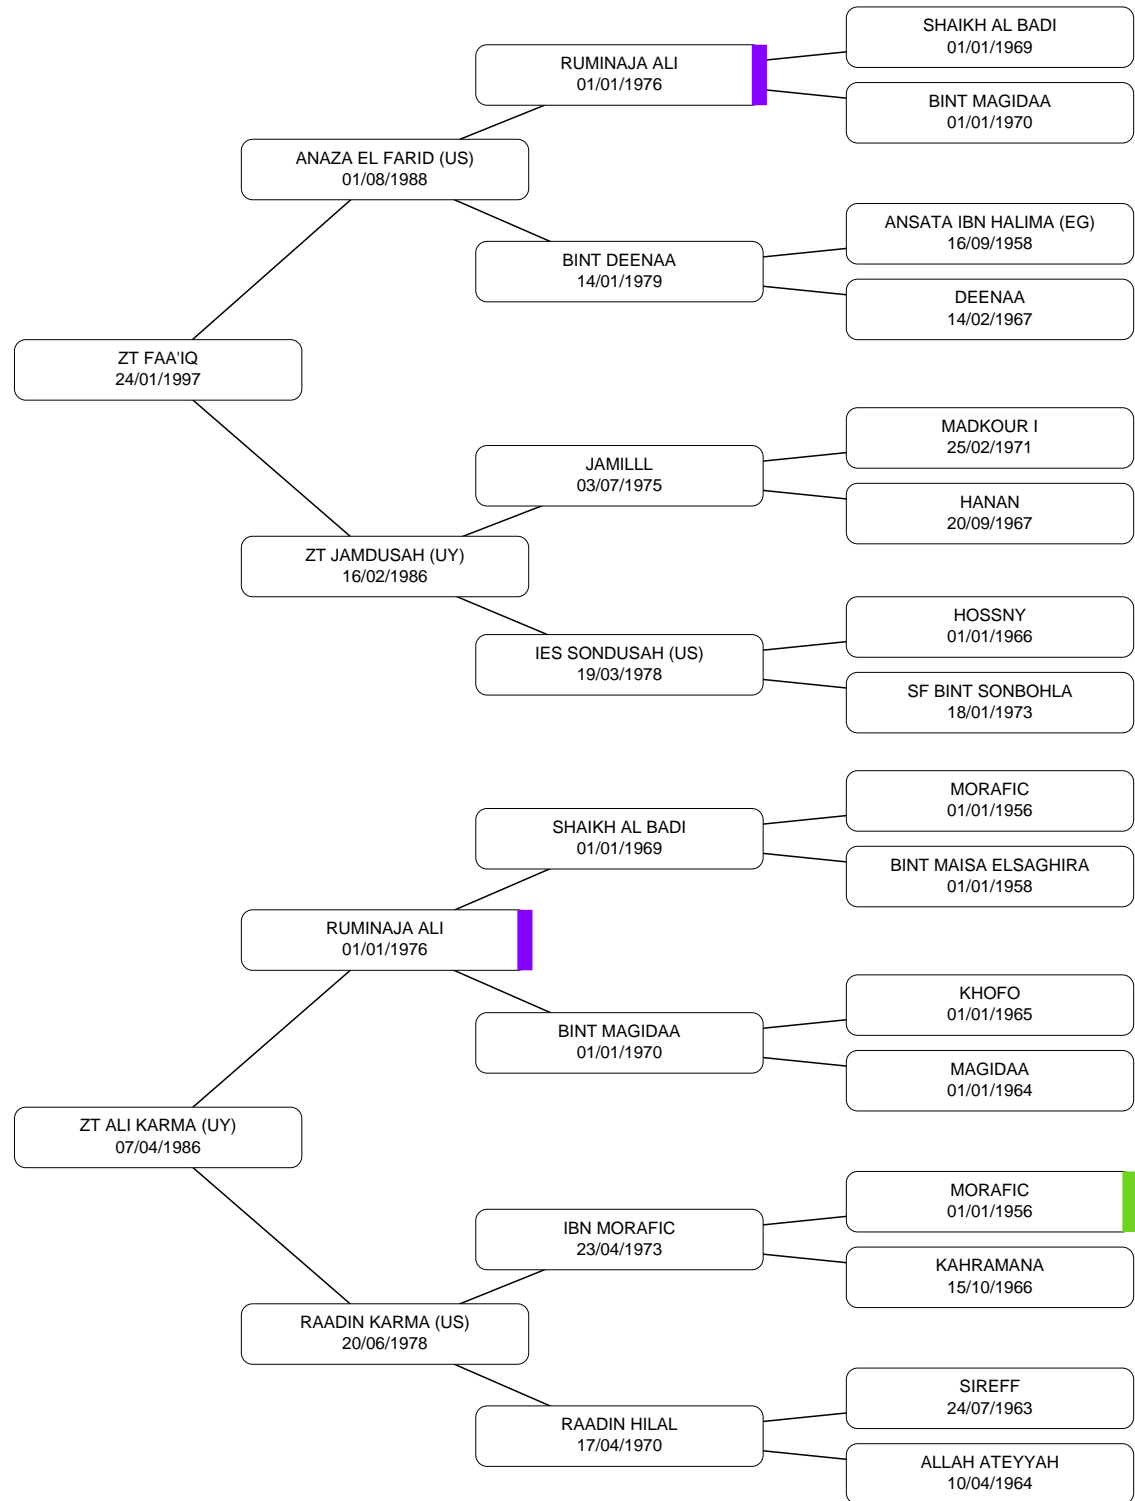 SHAIKH AL BADI
01/01/1969
RUMINAJA ALI
01/01/1976
BINT MAGIDAA
01/01/1970
ANAZA EL FARID (US)
01/08/1988
ANSATA IBN HALIMA (EG)
16/09/1958
BINT DEENAA
14/01/1979
DEENAA
14/02/1967
ZT FAA'IQ
24/01/1997
MADKOUR I
25/02/1971
JAMILLL
03/07/1975
HANAN
20/09/1967
ZT JAMDUSAH (UY)
16/02/1986
HOSSNY
01/01/1966
IES SONDUSAH (US)
19/03/1978
SF BINT SONBOHLA
18/01/1973
MORAFIC
01/01/1956
SHAIKH AL BADI
01/01/1969
BINT MAISA ELSAGHIRA
01/01/1958
RUMINAJA ALI
01/01/1976
KHOFO
01/01/1965
BINT MAGIDAA
01/01/1970
MAGIDAA
01/01/1964
ZT ALI KARMA (UY)
07/04/1986
MORAFIC
01/01/1956
IBN MORAFIC
23/04/1973
KAHRAMANA
15/10/1966
RAADIN KARMA (US)
20/06/1978
SIREFF
24/07/1963
RAADIN HILAL
17/04/1970
ALLAH ATEYYAH
10/04/1964